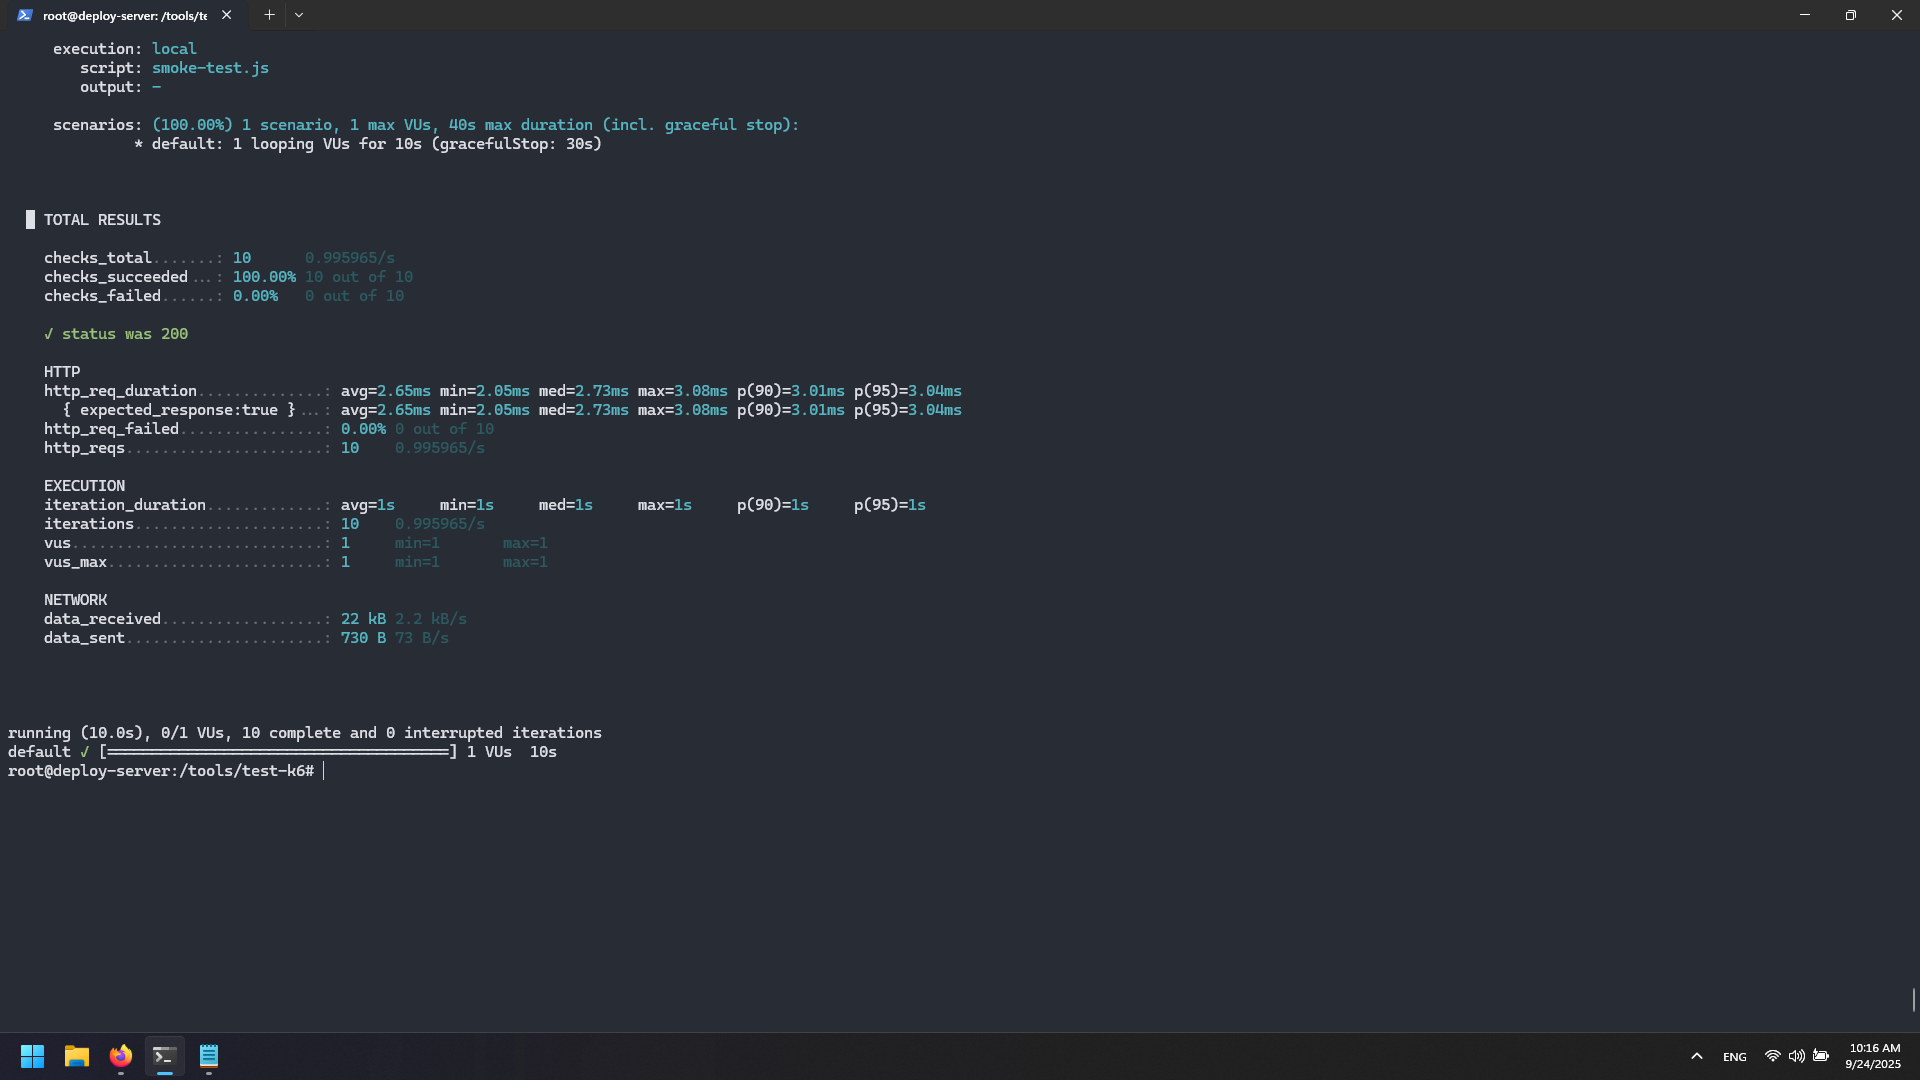 root@deploy-server: /tools/te
execution: local
script: smoke-test.js
output: -
scenarios: (100.00%) 1 scenario, 1 max VUs, 40s max duration (incl. graceful stop):
* default: 1 looping VUs for 10s (gracefulStop: 30s)
TOTAL RESULTS
checks_total.......: 10 0.995965/s
checks_succeeded...: 100.00% 10 out of 10
checks_failed......: 0.00% 0 out of 10
✓ status was 200
HTTP
http_req_duration..............: avg=2.65ms min=2.05ms med=2.73ms max=3.08ms p(90)=3.01ms p(95)=3.04ms
{ expected_response:true }...: avg=2.65ms min=2.05ms med=2.73ms max=3.08ms p(90)=3.01ms p(95)=3.04ms
http_req_failed................: 0.00% 0 out of 10
http_reqs......................: 10 0.995965/s
EXECUTION
iteration_duration.............: avg=1s min=1s med=1s max=1s p(90)=1s p(95)=1s
iterations.....................: 10 0.995965/s
vus............................: 1 min=1 max=1
vus_max........................: 1 min=1 max=1
NETWORK
data_received..................: 22 kB 2.2 kB/s
data_sent......................: 730 B 73 B/s
running (10.0s), 0/1 VUs, 10 complete and 0 interrupted iterations
default ✓ [======================================] 1 VUs 10s
root@deploy-server:/tools/test-k6#
ENG
10:16 AM
9/24/2025